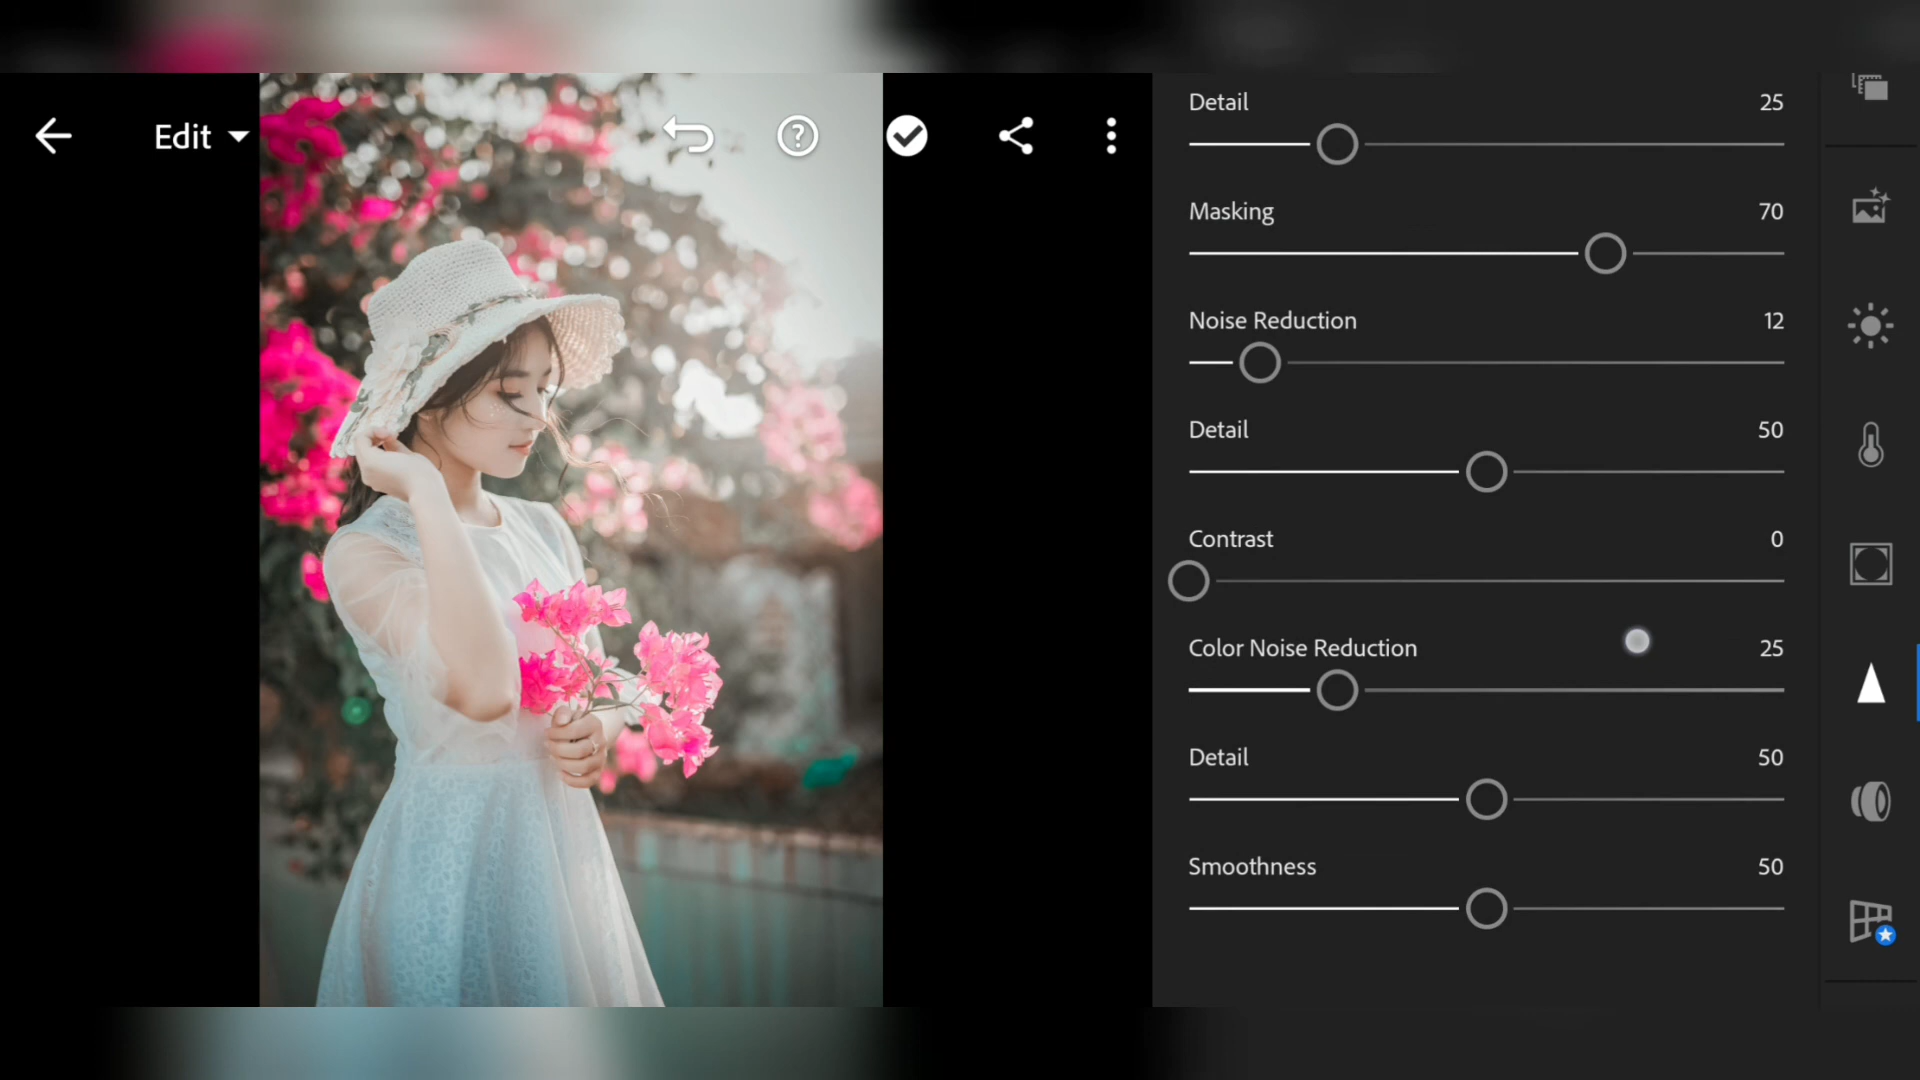 Edit
Detail 25
Masking 70
Noise Reduction 12
Detail 50
Contrast 0
Color Noise Reduction 25
Detail 50
Smoothness 50